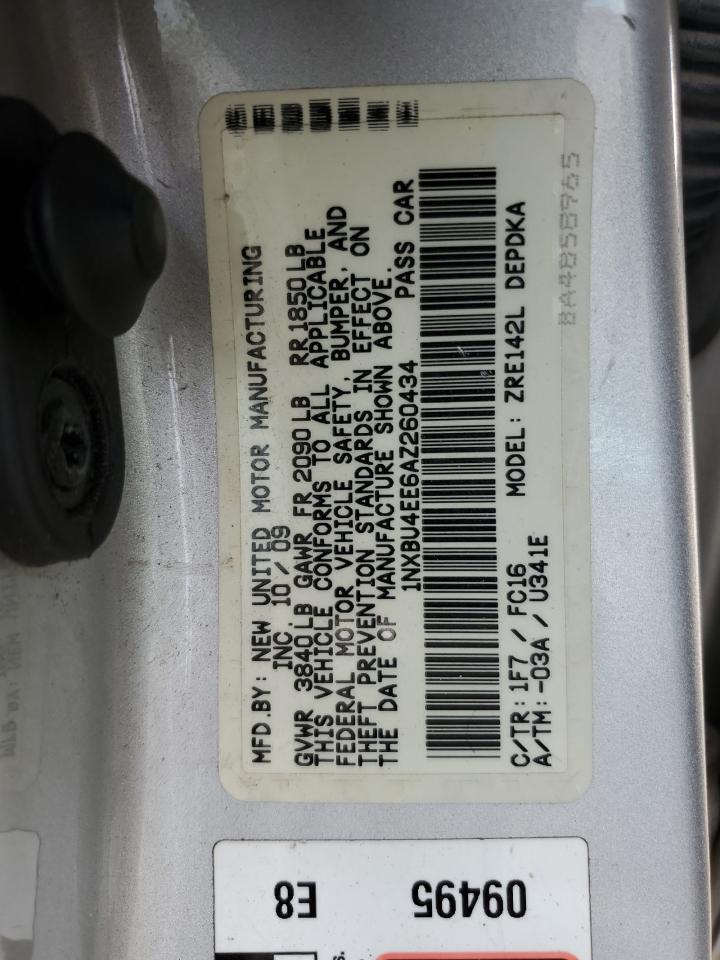 MFD.BY: NEW UNITED MOTOR MANUFACTURING
INC. 10/09
GVWR 3840LB GAWR FR 2090LB RR1850LB
THIS VEHICLE CONFORMS TO ALL APPLICABLE
FEDERAL MOTOR VEHICLE SAFETY, BUMPER, AND
THEFT PREVENTION STANDARDS IN EFFECT ON
THE DATE OF MANUFACTURE SHOWN ABOVE.
1NXBU4EE6AZ260434 PASS CAR
C/TR: 1F7 / FC16 MODEL: ZRE142L DEPDKA
A/TM: -03A / U341E
8A4858965
09495
E8